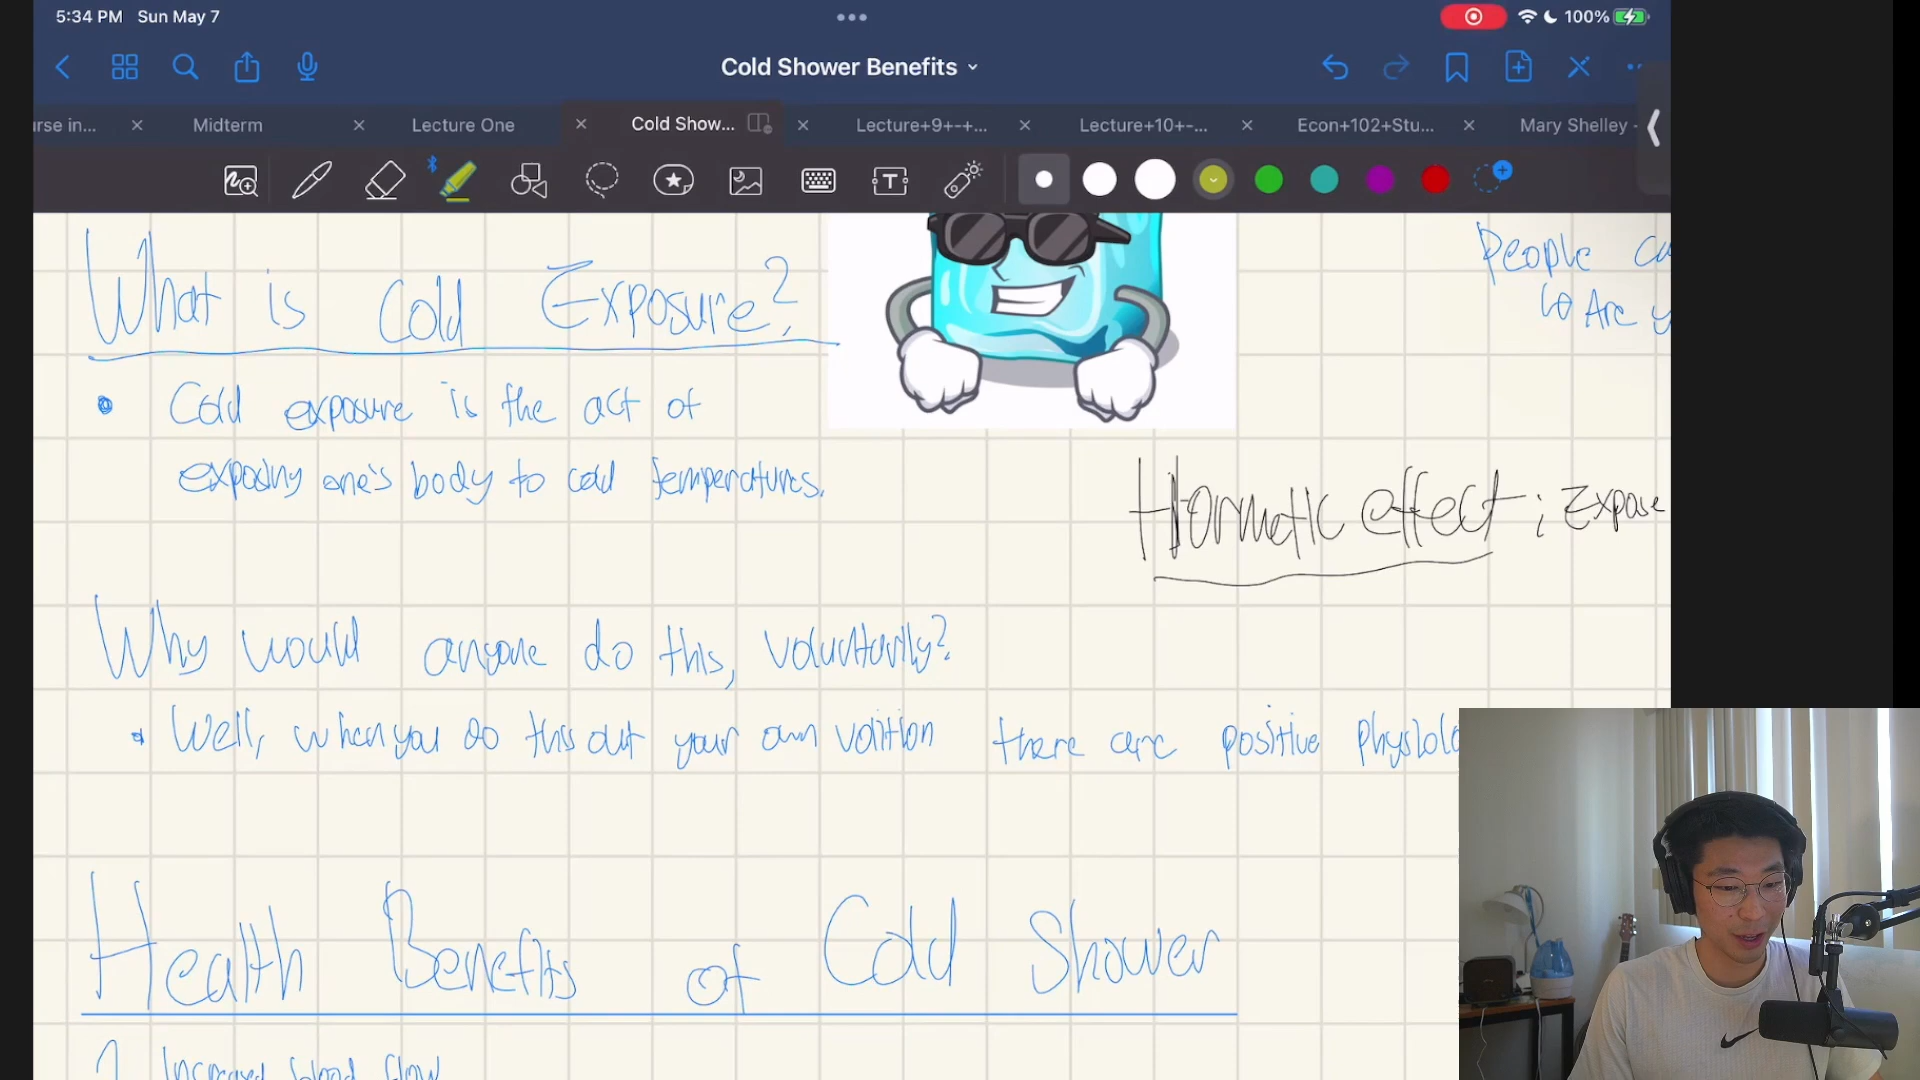 5:34 PM Sun May 7
100%
Cold Shower Benefits
urse in...
Midterm
Lecture One
Cold Show...
Lecture+9+-+...
Lecture+10+-...
Econ+102+Stu...
Mary Shelley -
What is Cold Exposure?
People
Are
• Cold exposure is the act of
exposing one's body to cold temperatures.
Hormetic effect : Expose
Why would anyone do this, voluntarily?
• Well, when you do this out your own volition there are positive physiolo
Health Benefits of Cold Shower
1 Increased blood flow